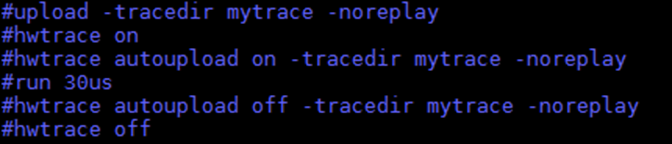 #upload -tracedir mytrace -noreplay
#hwtrace on
#hwtrace autoupload on -tracedir mytrace -noreplay
#run 30us
#hwtrace autoupload off -tracedir mytrace -noreplay
#hwtrace off